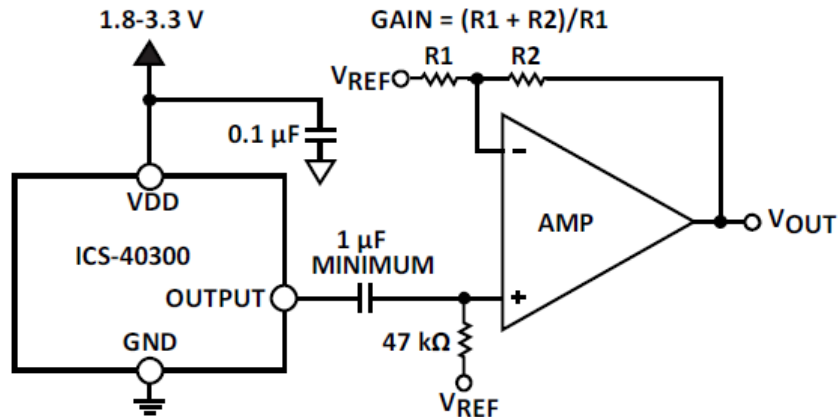 1.8-3.3 V
GAIN = (R1 + R2)/R1
R1
R2
VREF
0.1 µF
VDD
AMP
VOUT
ICS-40300
1 µF
MINIMUM
OUTPUT
GND
47 kΩ
VREF
-
+